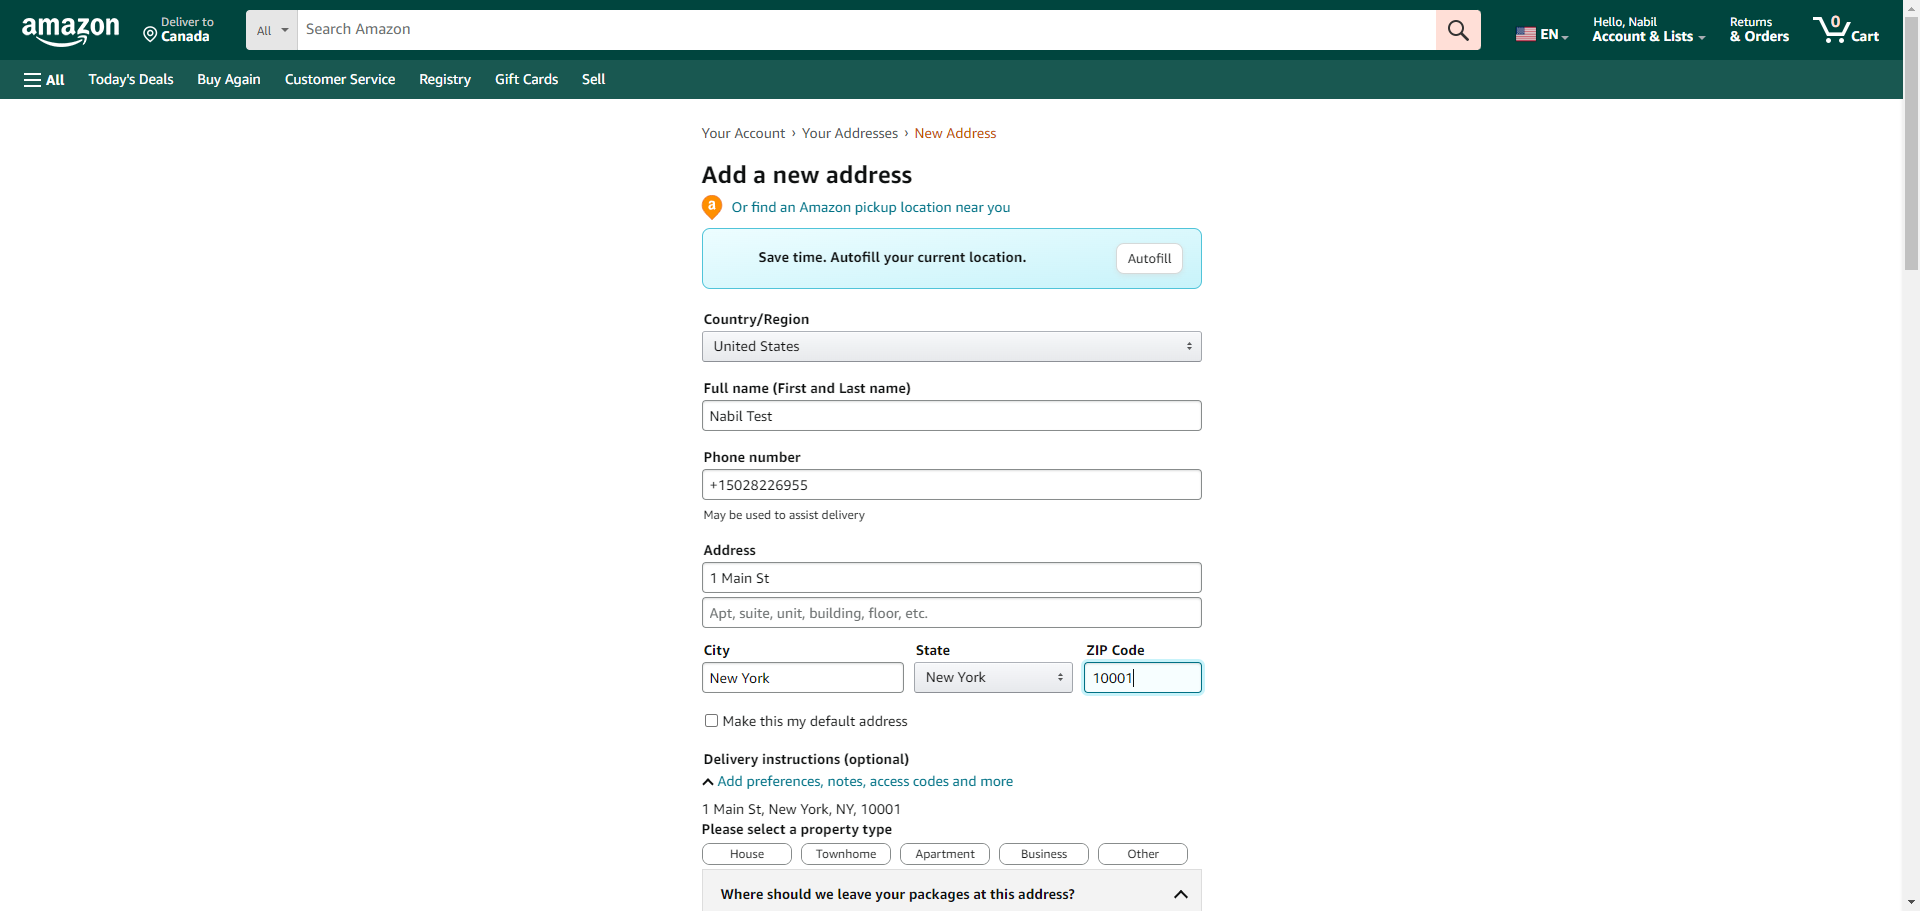 amazon
Deliver to
Canada
All
Search Amazon
EN
Hello, Nabil
Account & Lists
Returns
& Orders
0
Cart
All
Today's Deals
Buy Again
Customer Service
Registry
Gift Cards
Sell
Your Account › Your Addresses › New Address
Add a new address
a
Or find an Amazon pickup location near you
Save time. Autofill your current location.
Autofill
Country/Region
United States
Full name (First and Last name)
Nabil Test
Phone number
+15028226955
May be used to assist delivery
Address
1 Main St
Apt, suite, unit, building, floor, etc.
City
State
ZIP Code
New York
New York
10001
Make this my default address
Delivery instructions (optional)
Add preferences, notes, access codes and more
1 Main St, New York, NY, 10001
Please select a property type
House
Townhome
Apartment
Business
Other
Where should we leave your packages at this address?